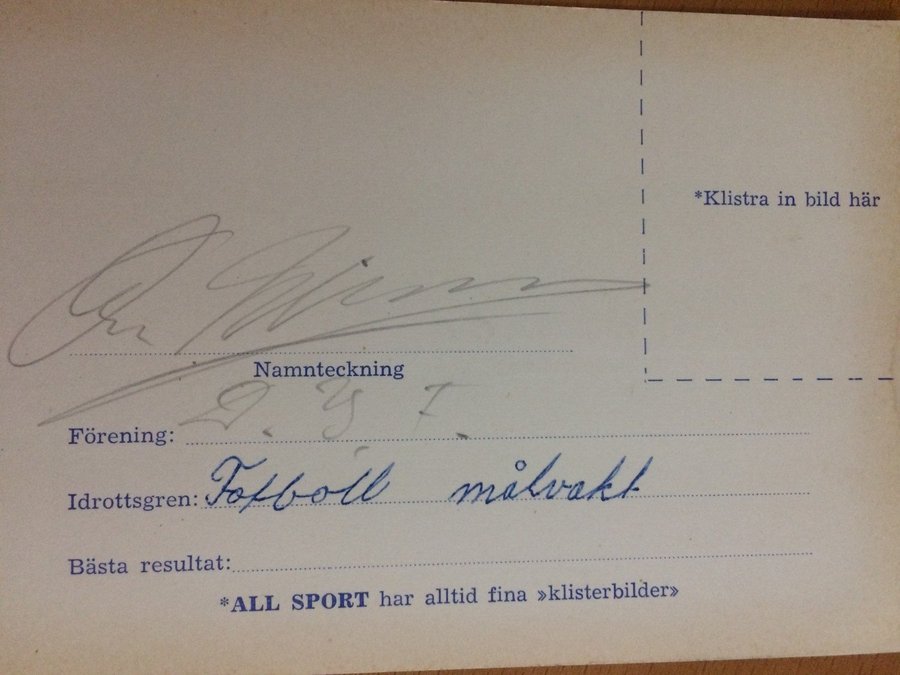 *Klistra in bild här
Namnteckning
Förening: D. G. F.
Idrottsgren: Fotboll målvakt
Bästa resultat:
*ALL SPORT har alltid fina »klisterbilder»